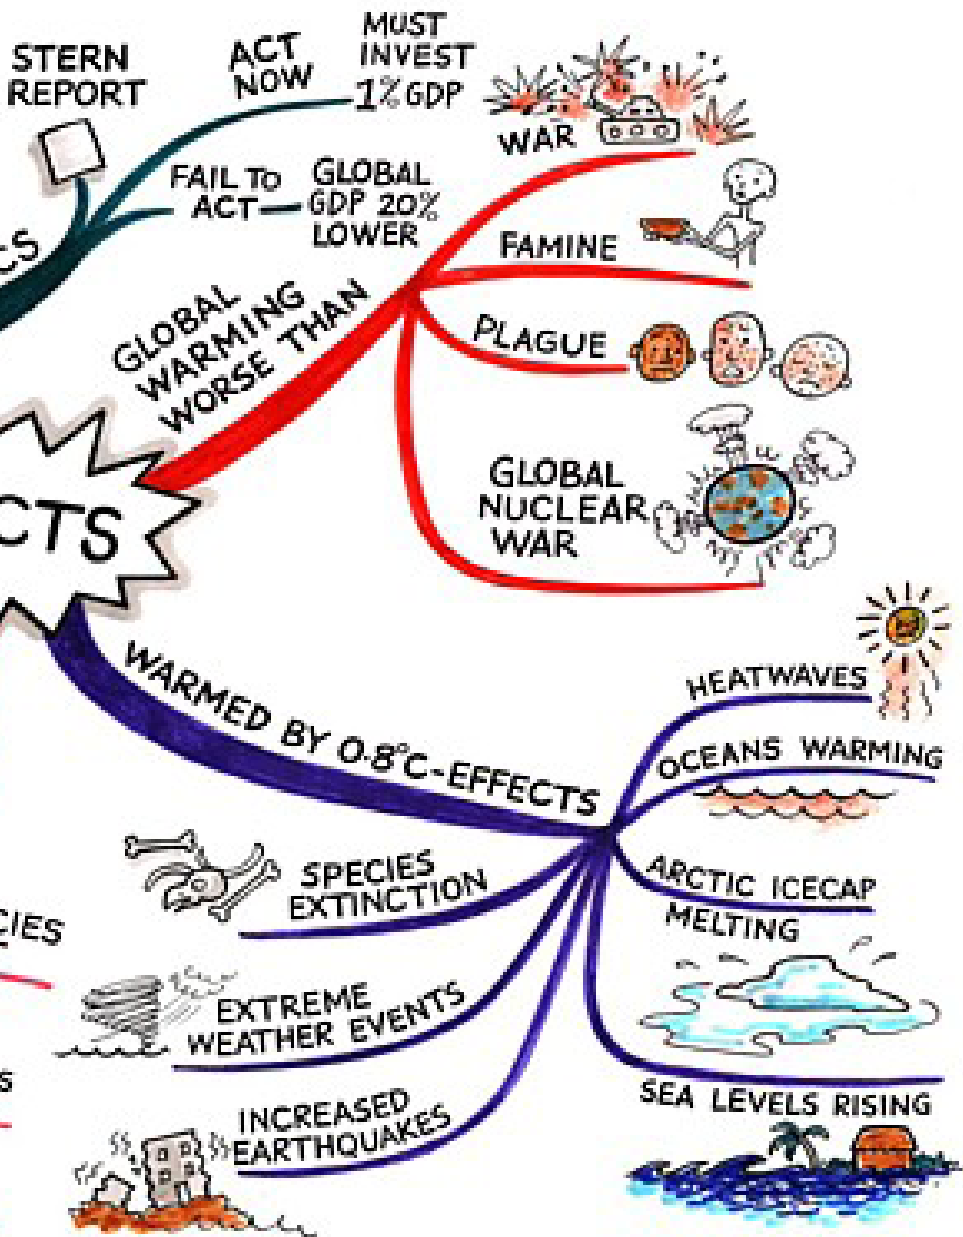 STERN
REPORT
ACT
NOW
MUST
INVEST
1% GDP
FAIL TO
ACT
GLOBAL
GDP 20%
LOWER
CS
GLOBAL
WARMING
WORSE THAN
WAR
FAMINE
PLAGUE
GLOBAL
NUCLEAR
WAR
CTS
WARMED BY 0.8°C-EFFECTS
HEATWAVES
OCEANS WARMING
ARCTIC ICECAP
MELTING
SEA LEVELS RISING
SPECIES
EXTINCTION
EXTREME
WEATHER EVENTS
INCREASED
EARTHQUAKES
CIES
S